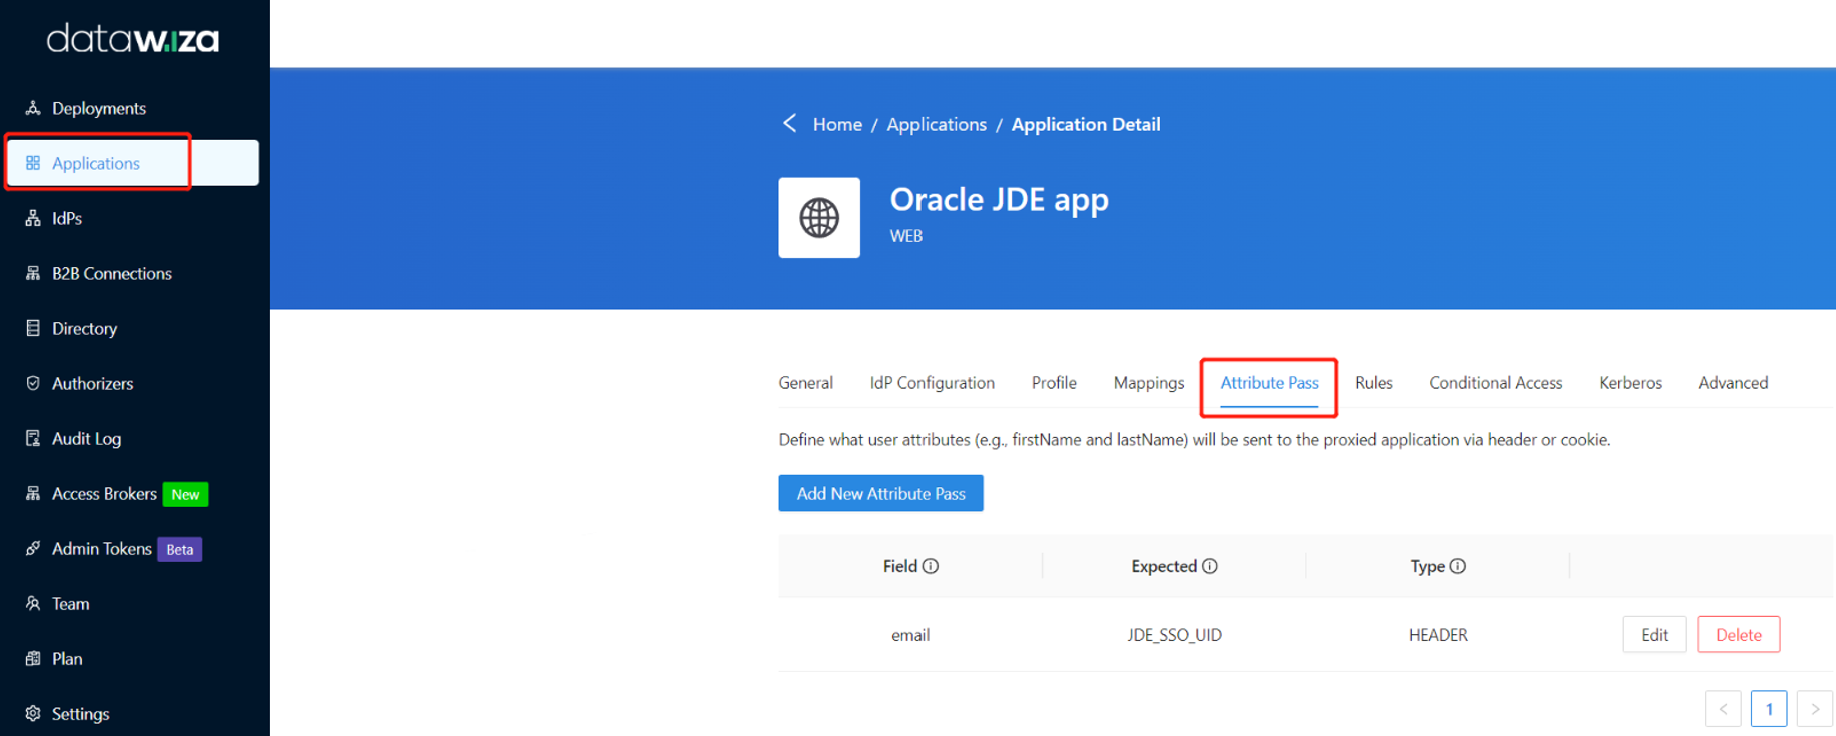 datawiza
Deployments
Applications
IdPs
B2B Connections
Directory
Authorizers
Audit Log
Access Brokers New
Admin Tokens Beta
Team
Plan
Settings
Home / Applications / Application Detail
Oracle JDE app
WEB
General IdP Configuration Profile Mappings Attribute Pass Rules Conditional Access Kerberos Advanced
Define what user attributes (e.g., firstName and lastName) will be sent to the proxied application via header or cookie.
Add New Attribute Pass
Field Expected Type
email JDE_SSO_UID HEADER Edit Delete
< 1 >